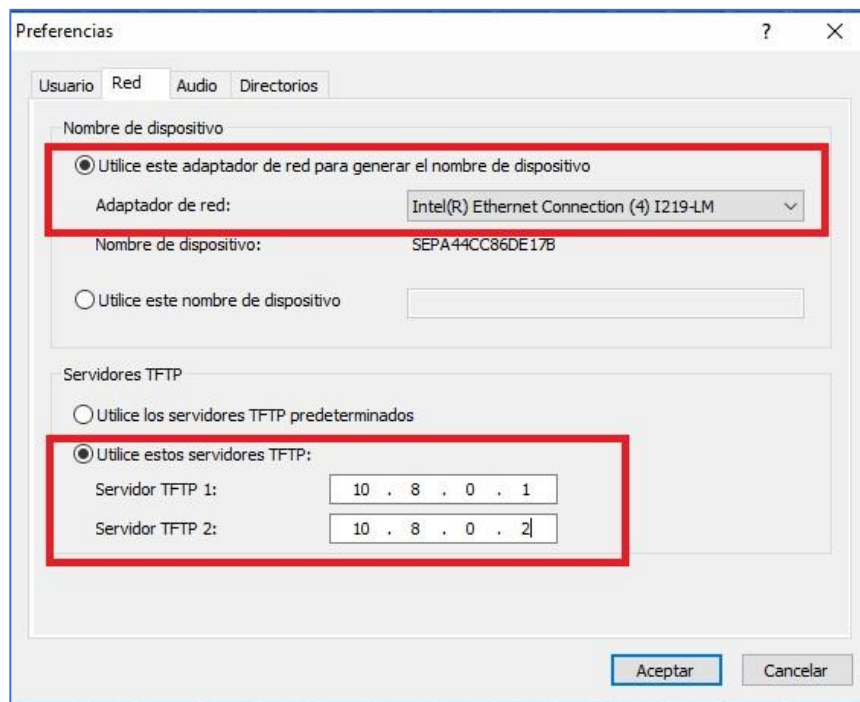 Preferencias
?
Usuario Red Audio Directorios
Nombre de dispositivo
Utilice este adaptador de red para generar el nombre de dispositivo
Adaptador de red: Intel(R) Ethernet Connection (4) I219-LM
Nombre de dispositivo: SEPA44CC86DE17B
Utilice este nombre de dispositivo
Servidores TFTP
Utilice los servidores TFTP predeterminados
Utilice estos servidores TFTP:
Servidor TFTP 1: 10 . 8 . 0 . 1
Servidor TFTP 2: 10 . 8 . 0 . 2
Aceptar Cancelar